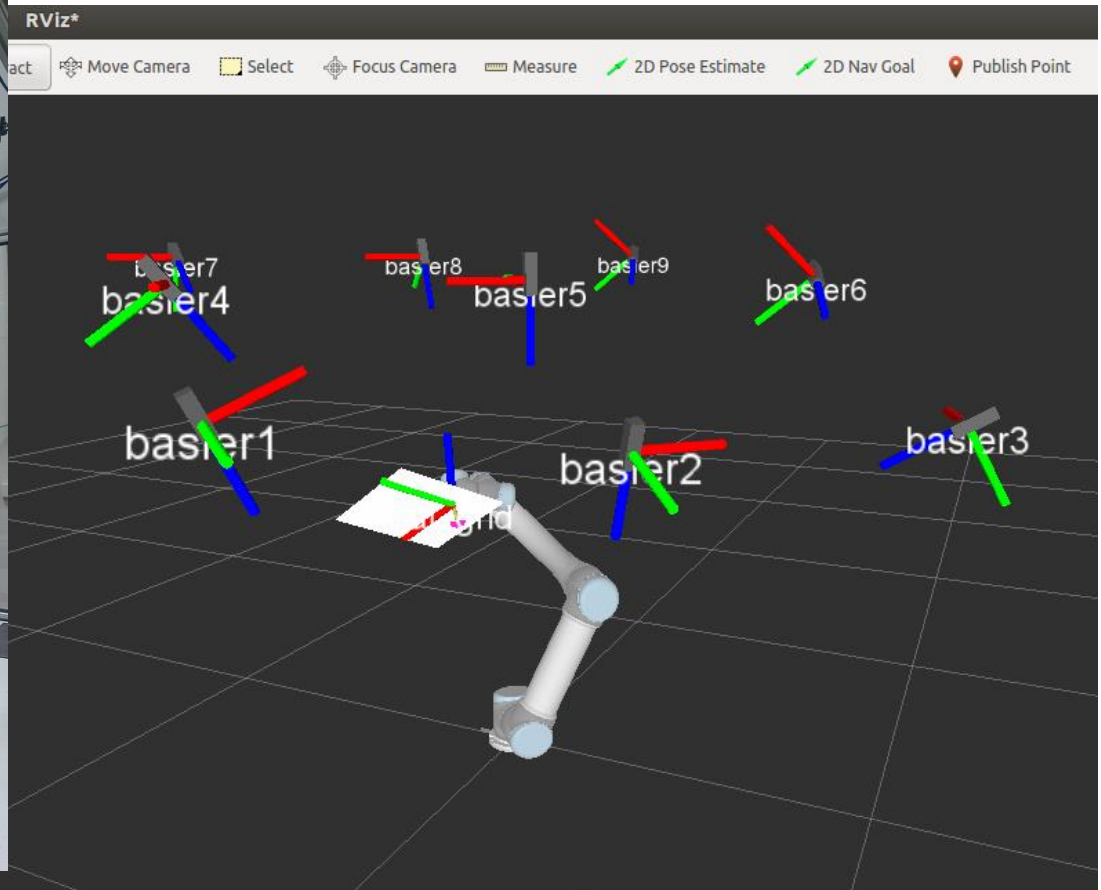 RViz*
act Move Camera Select Focus Camera Measure 2D Pose Estimate 2D Nav Goal Publish Point
basler7 basler8 basler9
basler4 basler5 basler6
basler1 basler2 basler3